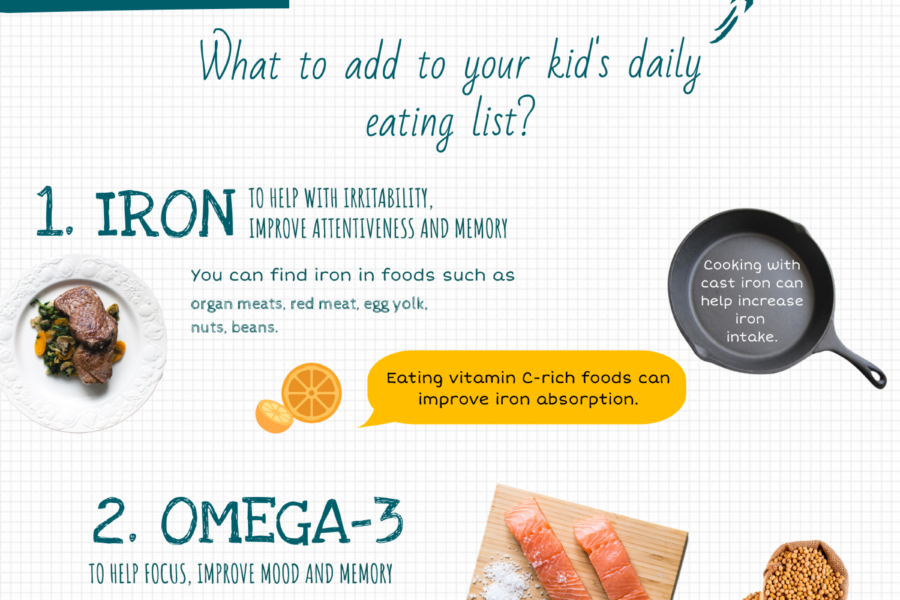 What to add to your kid's daily
eating list?
1. IRON
TO HELP WITH IRRITABILITY,
IMPROVE ATTENTIVENESS AND MEMORY
You can find iron in foods such as
organ meats, red meat, egg yolk,
nuts, beans.
Cooking with
cast iron can
help increase
iron
intake.
Eating vitamin C-rich foods can
improve iron absorption.
2. OMEGA-3
TO HELP FOCUS, IMPROVE MOOD AND MEMORY